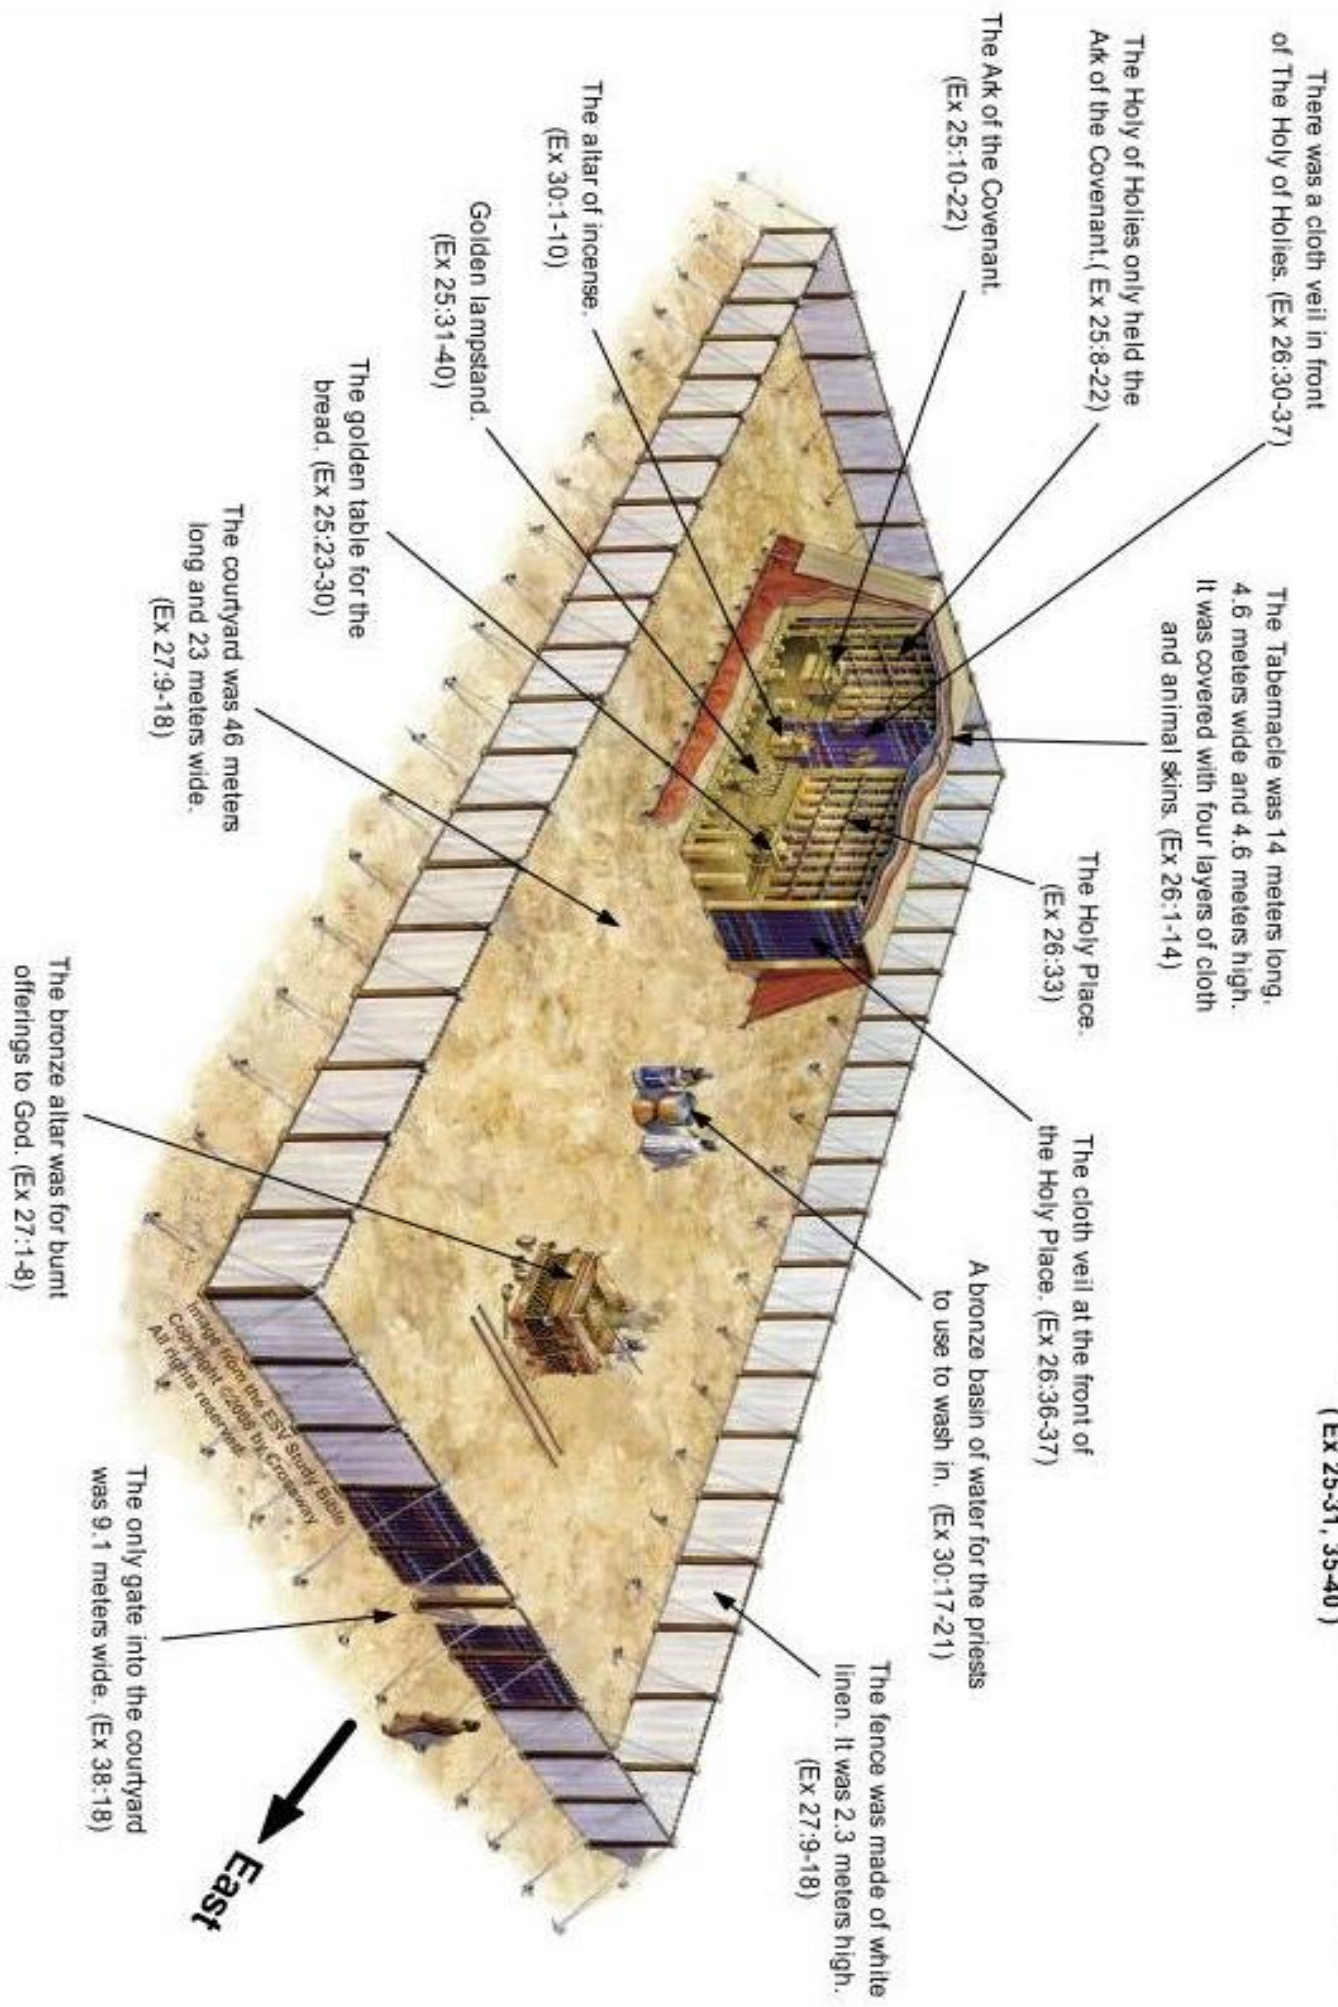 ( Ex 25-31, 35-40 )
There was a cloth veil in front
of The Holy of Holies. (Ex 26:30-37)
The Tabernacle was 14 meters long,
4.6 meters wide and 4.6 meters high.
It was covered with four layers of cloth
and animal skins. (Ex 26:1-14)
The Holy of Holies only held the
Ark of the Covenant.( Ex 25:8-22)
The Holy Place.
(Ex 26:33)
The cloth veil at the front of
the Holy Place. (Ex 26:36-37)
The Ark of the Covenant.
(Ex 25:10-22)
A bronze basin of water for the priests
to use to wash in. (Ex 30:17-21)
The fence was made of white
linen. It was 2.3 meters high.
(Ex 27:9-18)
The altar of incense.
(Ex 30:1-10)
Golden lampstand.
(Ex 25:31-40)
The golden table for the
bread. (Ex 25:23-30)
The courtyard was 46 meters
long and 23 meters wide.
(Ex 27:9-18)
The bronze altar was for burnt
offerings to God. (Ex 27:1-8)
Image from the ESV Study Bible
Copyright ©2008 by Crossway
All rights reserved.
The only gate into the courtyard
was 9.1 meters wide. (Ex 38:18)
East